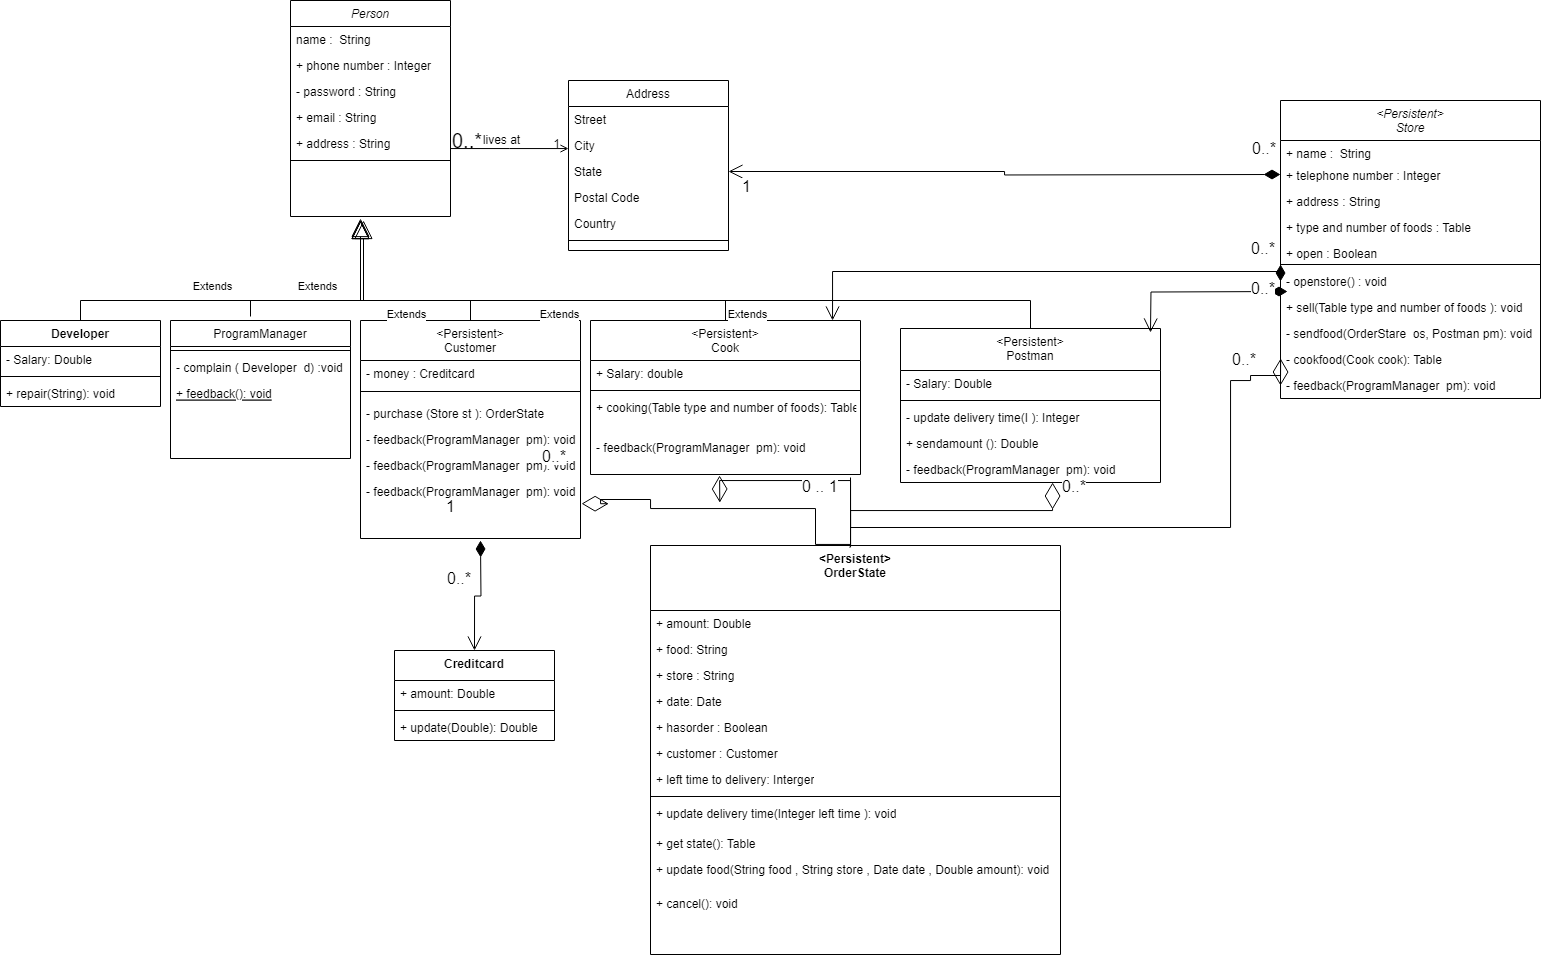 Person
name :  String
+ phone number : Integer
- password : String
+ email : String
+ address : String
0..*
lives at
1
Address
Street
City
State
Postal Code
Country
<Persistent>
Store
+ name :  String
+ telephone number : Integer
+ address : String
+ type and number of foods : Table
+ open : Boolean
- openstore() : void
+ sell(Table type and number of foods ): void
- sendfood(OrderStare  os, Postman pm): void
- cookfood(Cook cook): Table
- feedback(ProgramManager  pm): void
0..*
1
0..*
0..*
0..*
Extends
Extends
Extends
Extends
Extends
Developer
- Salary: Double
+ repair(String): void
ProgramManager
- complain ( Developer  d) :void
+ feedback(): void
<Persistent>
Customer
- money : Creditcard
- purchase (Store st ): OrderState
- feedback(ProgramManager  pm): void
- feedback(ProgramManager  pm): void
- feedback(ProgramManager  pm): void
0..*
1
<Persistent>
Cook
+ Salary: double
+ cooking(Table type and number of foods): Table
- feedback(ProgramManager  pm): void
0 .. 1
<Persistent>
Postman
- Salary: Double
- update delivery time(I ): Integer
+ sendamount (): Double
- feedback(ProgramManager  pm): void
0..*
0..*
Creditcard
+ amount: Double
+ update(Double): Double
<Persistent>
OrderState
+ amount: Double
+ food: String
+ store : String
+ date: Date
+ hasorder : Boolean
+ customer : Customer
+ left time to delivery: Interger
+ update delivery time(Integer left time ): void
+ get state(): Table
+ update food(String food , String store , Date date , Double amount): void
+ cancel(): void